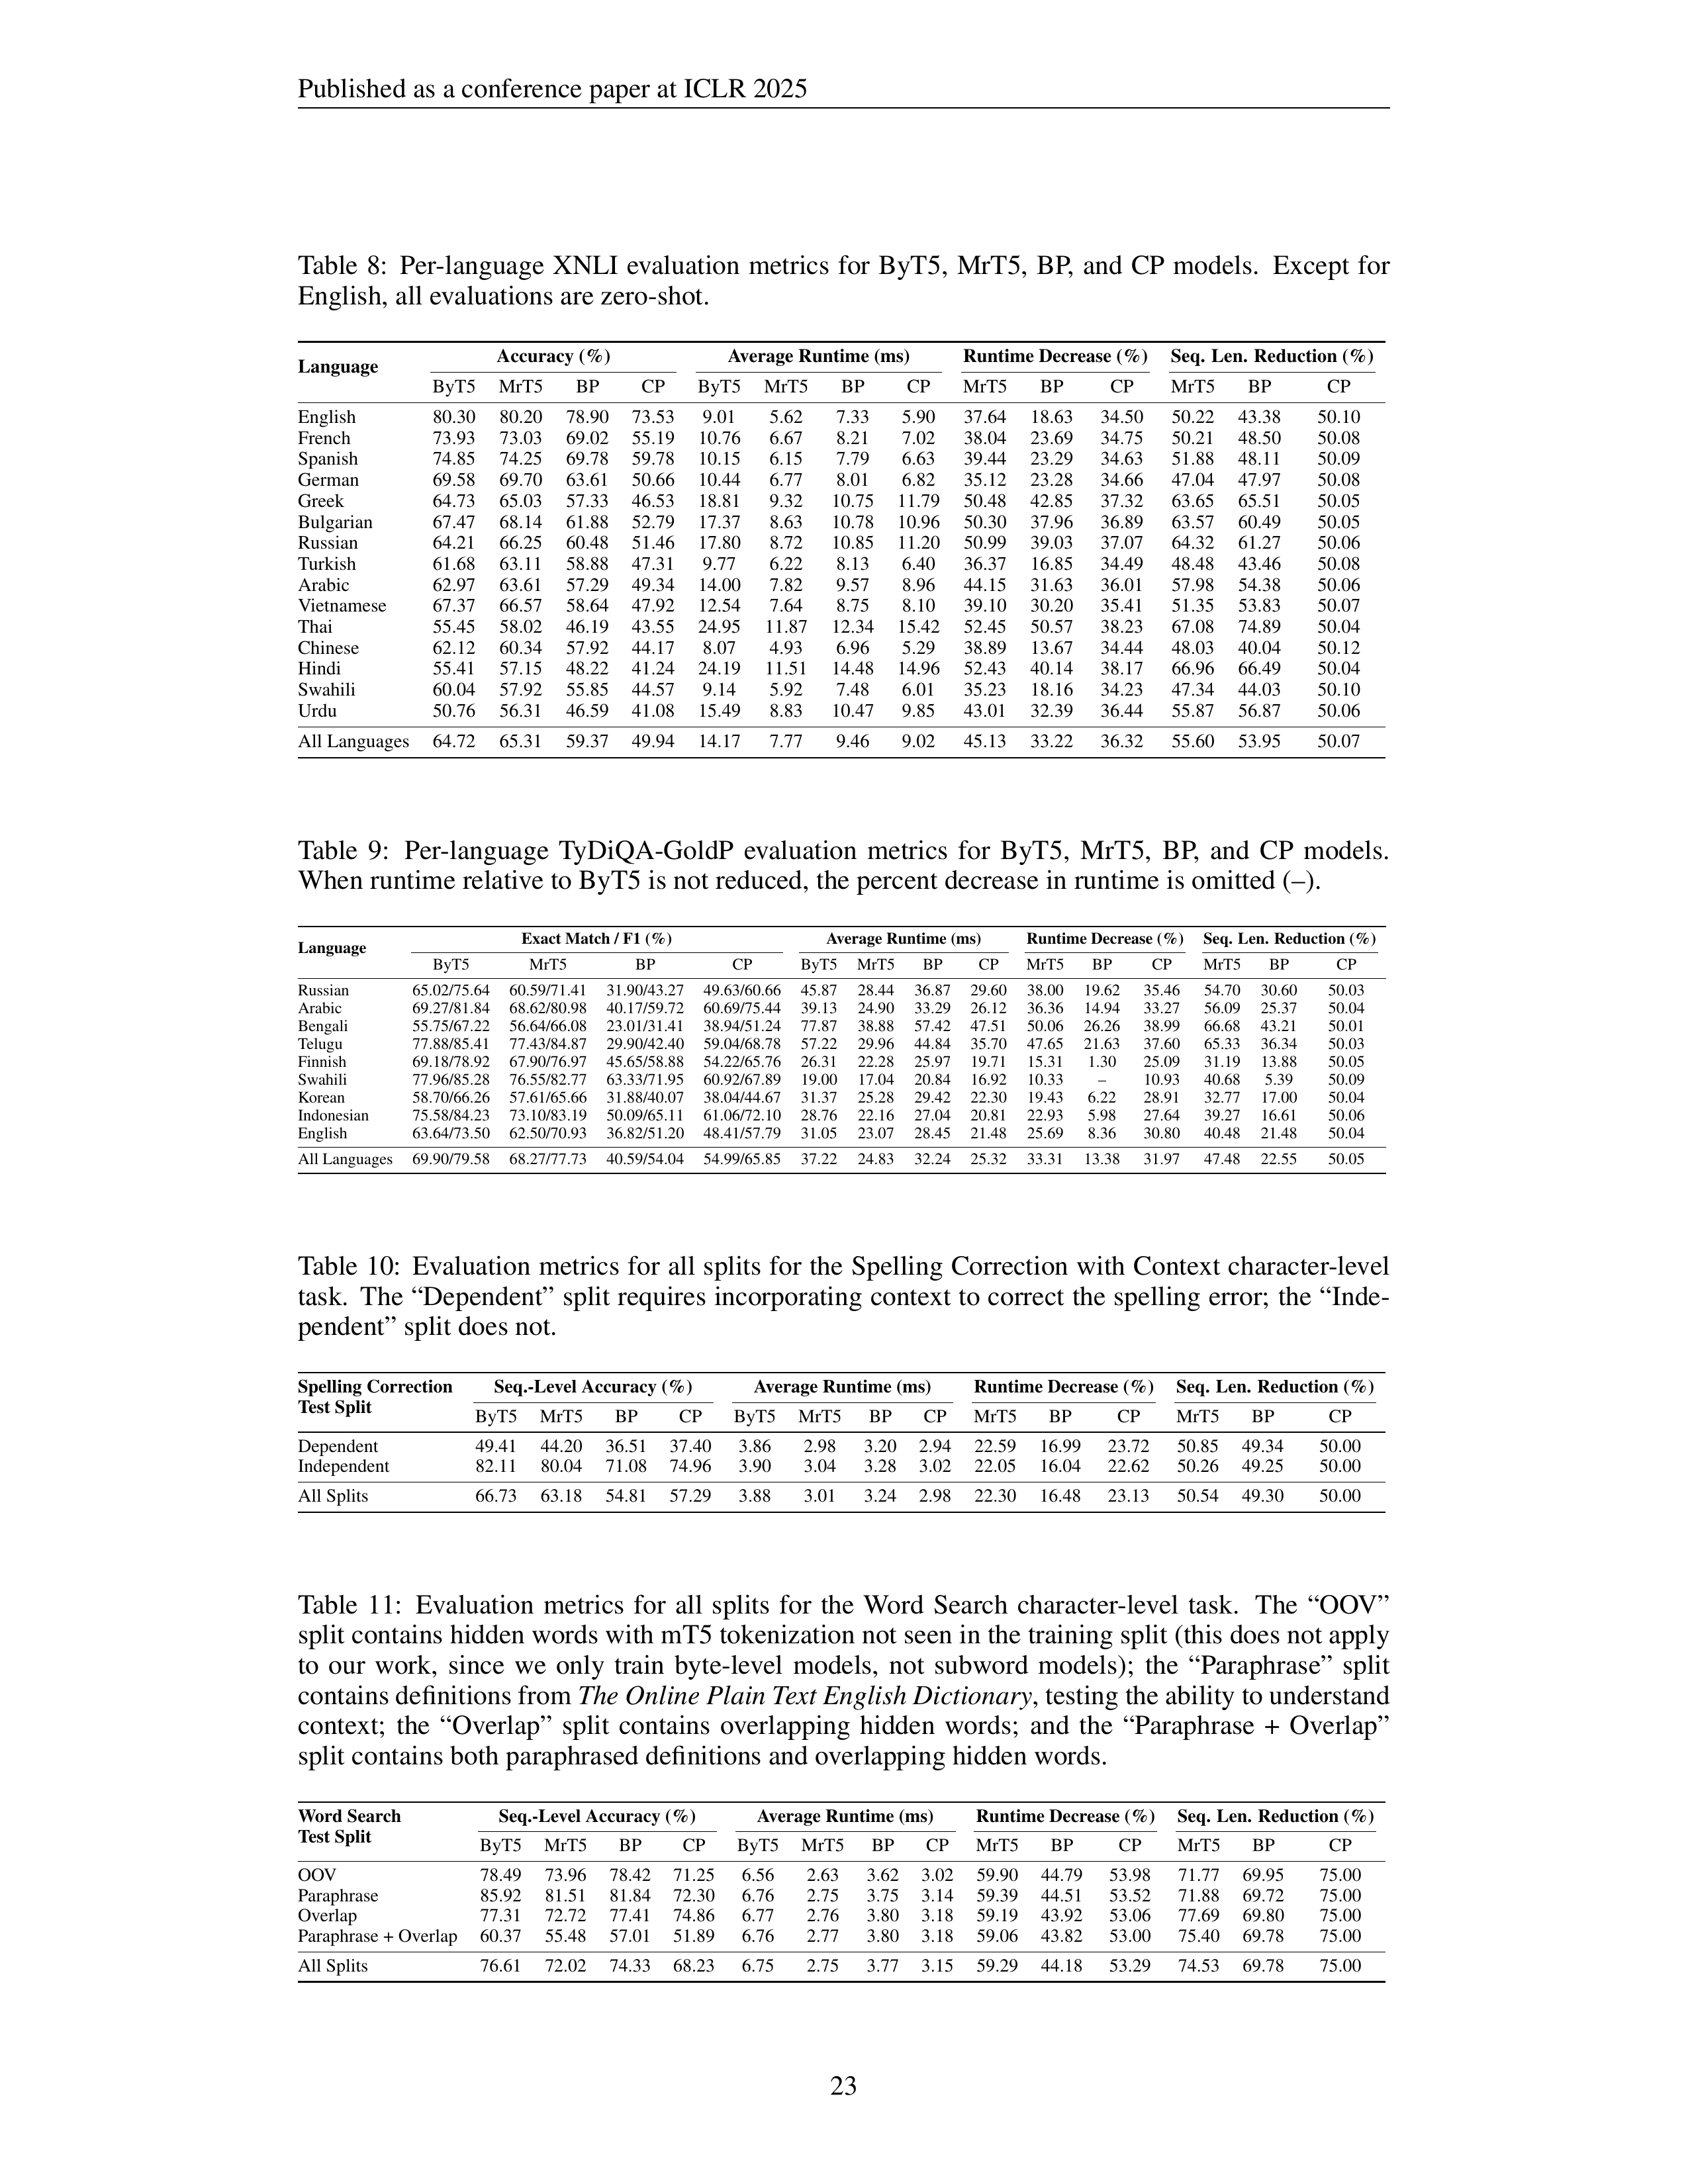 Published as a conference paper at ICLR 2025
Table 8: Per-language XNLI evaluation metrics for ByT5, MrT5, BP, and CP models. Except for
English, all evaluations are zero-shot.
Language Accuracy (%) Average Runtime (ms) Runtime Decrease (%) Seq. Len. Reduction (%)
ByT5 MrT5 BP CP ByT5 MrT5 BP CP MrT5 BP CP MrT5 BP CP
English 80.30 80.20 78.90 73.53 9.01 5.62 7.33 5.90 37.64 18.63 34.50 50.22 43.38 50.10
French 73.93 73.03 69.02 55.19 10.76 6.67 8.21 7.02 38.04 23.69 34.75 50.21 48.50 50.08
Spanish 74.85 74.25 69.78 59.78 10.15 6.15 7.79 6.63 39.44 23.29 34.63 51.88 48.11 50.09
German 69.58 69.70 63.61 50.66 10.44 6.77 8.01 6.82 35.12 23.28 34.66 47.04 47.97 50.08
Greek 64.73 65.03 57.33 46.53 18.81 9.32 10.75 11.79 50.48 42.85 37.32 63.65 65.51 50.05
Bulgarian 67.47 68.14 61.88 52.79 17.37 8.63 10.78 10.96 50.30 37.96 36.89 63.57 60.49 50.05
Russian 64.21 66.25 60.48 51.46 17.80 8.72 10.85 11.20 50.99 39.03 37.07 64.32 61.27 50.06
Turkish 61.68 63.11 58.88 47.31 9.77 6.22 8.13 6.40 36.37 16.85 34.49 48.48 43.46 50.08
Arabic 62.97 63.61 57.29 49.34 14.00 7.82 9.57 8.96 44.15 31.63 36.01 57.98 54.38 50.06
Vietnamese 67.37 66.57 58.64 47.92 12.54 7.64 8.75 8.10 39.10 30.20 35.41 51.35 53.83 50.07
Thai 55.45 58.02 46.19 43.55 24.95 11.87 12.34 15.42 52.45 50.57 38.23 67.08 74.89 50.04
Chinese 62.12 60.34 57.92 44.17 8.07 4.93 6.96 5.29 38.89 13.67 34.44 48.03 40.04 50.12
Hindi 55.41 57.15 48.22 41.24 24.19 11.51 14.48 14.96 52.43 40.14 38.17 66.96 66.49 50.04
Swahili 60.04 57.92 55.85 44.57 9.14 5.92 7.48 6.01 35.23 18.16 34.23 47.34 44.03 50.10
Urdu 50.76 56.31 46.59 41.08 15.49 8.83 10.47 9.85 43.01 32.39 36.44 55.87 56.87 50.06
All Languages 64.72 65.31 59.37 49.94 14.17 7.77 9.46 9.02 45.13 33.22 36.32 55.60 53.95 50.07
Table 9: Per-language TyDiQA-GoldP evaluation metrics for ByT5, MrT5, BP, and CP models.
When runtime relative to ByT5 is not reduced, the percent decrease in runtime is omitted (–).
Language Exact Match / F1 (%) Average Runtime (ms) Runtime Decrease (%) Seq. Len. Reduction (%)
ByT5 MrT5 BP CP ByT5 MrT5 BP CP MrT5 BP CP MrT5 BP CP
Russian 65.02/75.64 60.59/71.41 31.90/43.27 49.63/60.66 45.87 28.44 36.87 29.60 38.00 19.62 35.46 54.70 30.60 50.03
Arabic 69.27/81.84 68.62/80.98 40.17/59.72 60.69/75.44 39.13 24.90 33.29 26.12 36.36 14.94 33.27 56.09 25.37 50.04
Bengali 55.75/67.22 56.64/66.08 23.01/31.41 38.94/51.24 77.87 38.88 57.42 47.51 50.06 26.26 38.99 66.68 43.21 50.01
Telugu 77.88/85.41 77.43/84.87 29.90/42.40 59.04/68.78 57.22 29.96 44.84 35.70 47.65 21.63 37.60 65.33 36.34 50.03
Finnish 69.18/78.92 67.90/76.97 45.65/58.88 54.22/65.76 26.31 22.28 25.97 19.71 15.31 1.30 25.09 31.19 13.88 50.05
Swahili 77.96/85.28 76.55/82.77 63.33/71.95 60.92/67.89 19.00 17.04 20.84 16.92 10.33 – 10.93 40.68 5.39 50.09
Korean 58.70/66.26 57.61/65.66 31.88/40.07 38.04/44.67 31.37 25.28 29.42 22.30 19.43 6.22 28.91 32.77 17.00 50.04
Indonesian 75.58/84.23 73.10/83.19 50.09/65.11 61.06/72.10 28.76 22.16 27.04 20.81 22.93 5.98 27.64 39.27 16.61 50.06
English 63.64/73.50 62.50/70.93 36.82/51.20 48.41/57.79 31.05 23.07 28.45 21.48 25.69 8.36 30.80 40.48 21.48 50.04
All Languages 69.90/79.58 68.27/77.73 40.59/54.04 54.99/65.85 37.22 24.83 32.24 25.32 33.31 13.38 31.97 47.48 22.55 50.05
Table 10: Evaluation metrics for all splits for the Spelling Correction with Context character-level
task. The “Dependent” split requires incorporating context to correct the spelling error; the “Inde-
pendent” split does not.
Spelling Correction Seq.-Level Accuracy (%) Average Runtime (ms) Runtime Decrease (%) Seq. Len. Reduction (%)
Test Split ByT5 MrT5 BP CP ByT5 MrT5 BP CP MrT5 BP CP MrT5 BP CP
Dependent 49.41 44.20 36.51 37.40 3.86 2.98 3.20 2.94 22.59 16.99 23.72 50.85 49.34 50.00
Independent 82.11 80.04 71.08 74.96 3.90 3.04 3.28 3.02 22.05 16.04 22.62 50.26 49.25 50.00
All Splits 66.73 63.18 54.81 57.29 3.88 3.01 3.24 2.98 22.30 16.48 23.13 50.54 49.30 50.00
Table 11: Evaluation metrics for all splits for the Word Search character-level task. The “OOV”
split contains hidden words with mT5 tokenization not seen in the training split (this does not apply
to our work, since we only train byte-level models, not subword models); the “Paraphrase” split
contains definitions from The Online Plain Text English Dictionary, testing the ability to understand
context; the “Overlap” split contains overlapping hidden words; and the “Paraphrase + Overlap”
split contains both paraphrased definitions and overlapping hidden words.
Word Search Seq.-Level Accuracy (%) Average Runtime (ms) Runtime Decrease (%) Seq. Len. Reduction (%)
Test Split ByT5 MrT5 BP CP ByT5 MrT5 BP CP MrT5 BP CP MrT5 BP CP
OOV 78.49 73.96 78.42 71.25 6.56 2.63 3.62 3.02 59.90 44.79 53.98 71.77 69.95 75.00
Paraphrase 85.92 81.51 81.84 72.30 6.76 2.75 3.75 3.14 59.39 44.51 53.52 71.88 69.72 75.00
Overlap 77.31 72.72 77.41 74.86 6.77 2.76 3.80 3.18 59.19 43.92 53.06 77.69 69.80 75.00
Paraphrase + Overlap 60.37 55.48 57.01 51.89 6.76 2.77 3.80 3.18 59.06 43.82 53.00 75.40 69.78 75.00
All Splits 76.61 72.02 74.33 68.23 6.75 2.75 3.77 3.15 59.29 44.18 53.29 74.53 69.78 75.00
23